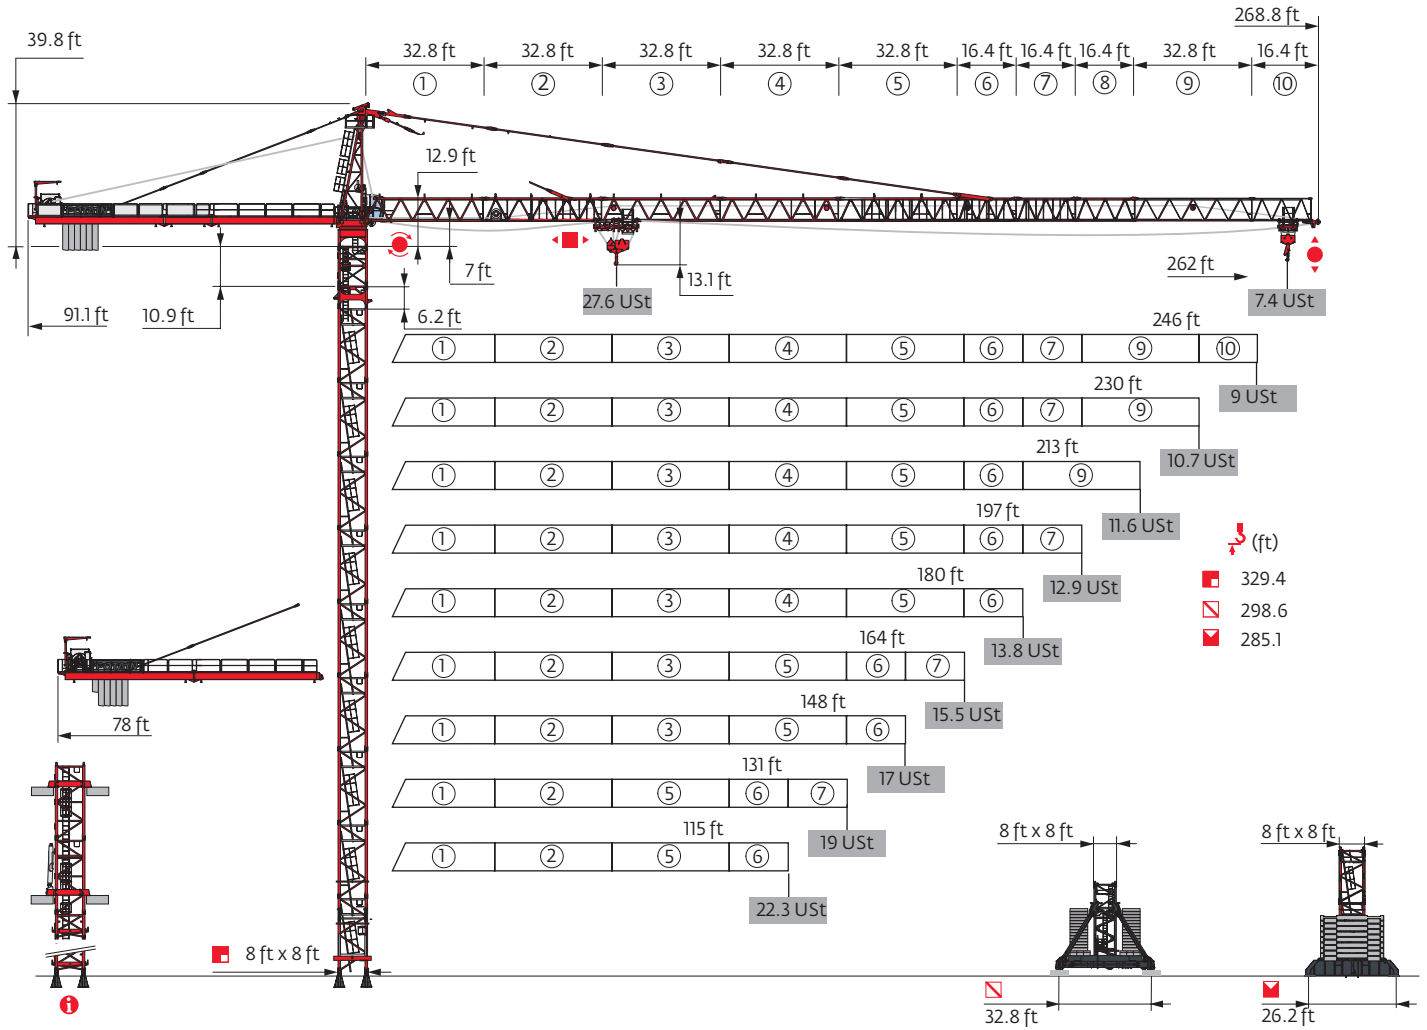 268.8 ft
39.8 ft
32.8 ft 32.8 ft 32.8 ft 32.8 ft 32.8 ft 16.4 ft 16.4 ft 16.4 ft 32.8 ft 16.4 ft
① ② ③ ④ ⑤ ⑥ ⑦ ⑧ ⑨ ⑩
12.9 ft
7 ft
262 ft
13.1 ft
27.6 USt
7.4 USt
91.1 ft
10.9 ft
6.2 ft
246 ft
① ② ③ ④ ⑤ ⑥ ⑦ ⑨ ⑩
9 USt
230 ft
① ② ③ ④ ⑤ ⑥ ⑦ ⑨
10.7 USt
213 ft
① ② ③ ④ ⑤ ⑥ ⑨
11.6 USt
197 ft
① ② ③ ④ ⑤ ⑥ ⑦
12.9 USt
(ft)
329.4
298.6
285.1
180 ft
① ② ③ ④ ⑤ ⑥
13.8 USt
164 ft
① ② ③ ⑤ ⑥ ⑦
15.5 USt
78 ft
148 ft
① ② ③ ⑤ ⑥
17 USt
131 ft
① ② ⑤ ⑥ ⑦
19 USt
115 ft
① ② ⑤ ⑥
22.3 USt
8 ft x 8 ft
8 ft x 8 ft
8 ft x 8 ft
i
32.8 ft
26.2 ft